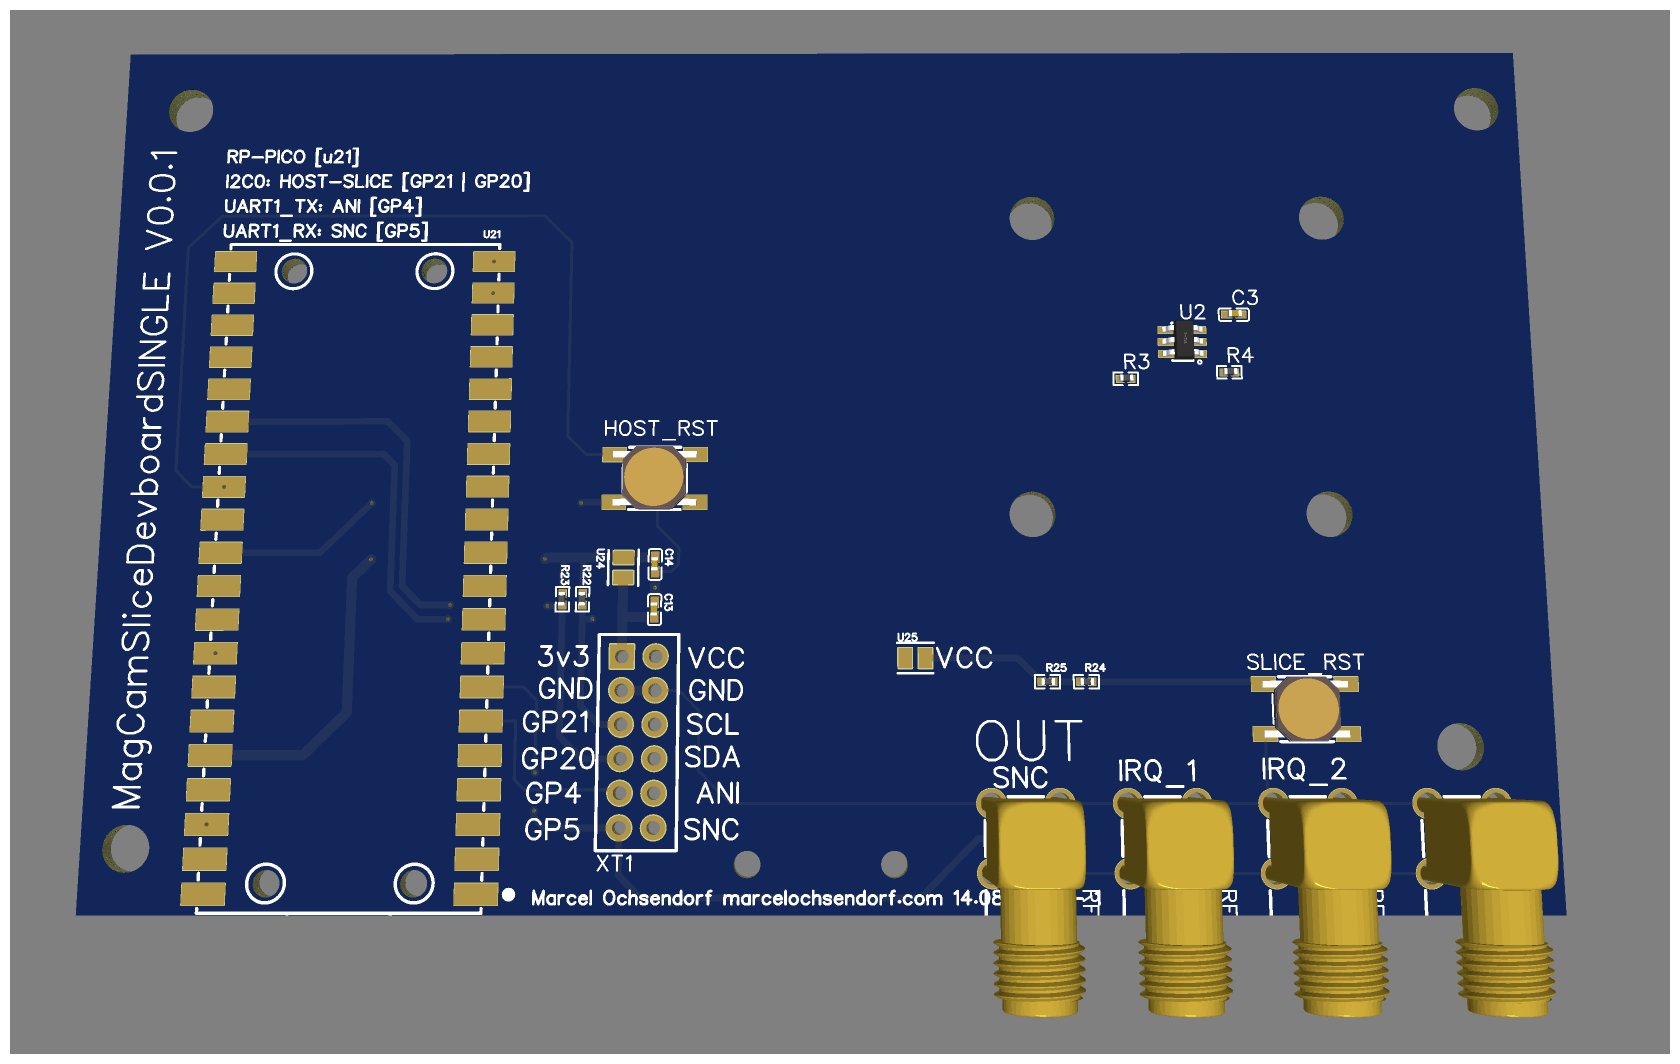 RP-PICO [u21]
I2C0: HOST-SLICE [GP21 | GP20]
UART1_TX: ANI [GP4]
UART1_RX: SNC [GP5]
U21
MagCamSliceDevboardSINGLE V0.0.1
C3
U2
R3
R4
HOST_RST
U24
C14
R23
R22
C13
3v3 VCC
GND GND
GP21 SCL
GP20 SDA
GP4 ANI
GP5 SNC
XT1
U25
VCC
R25
R24
SLICE_RST
OUT
SNC
IRQ_1
IRQ_2
Marcel Ochsendorf marcelochsendorf.com 14.08
RF
RF
RF